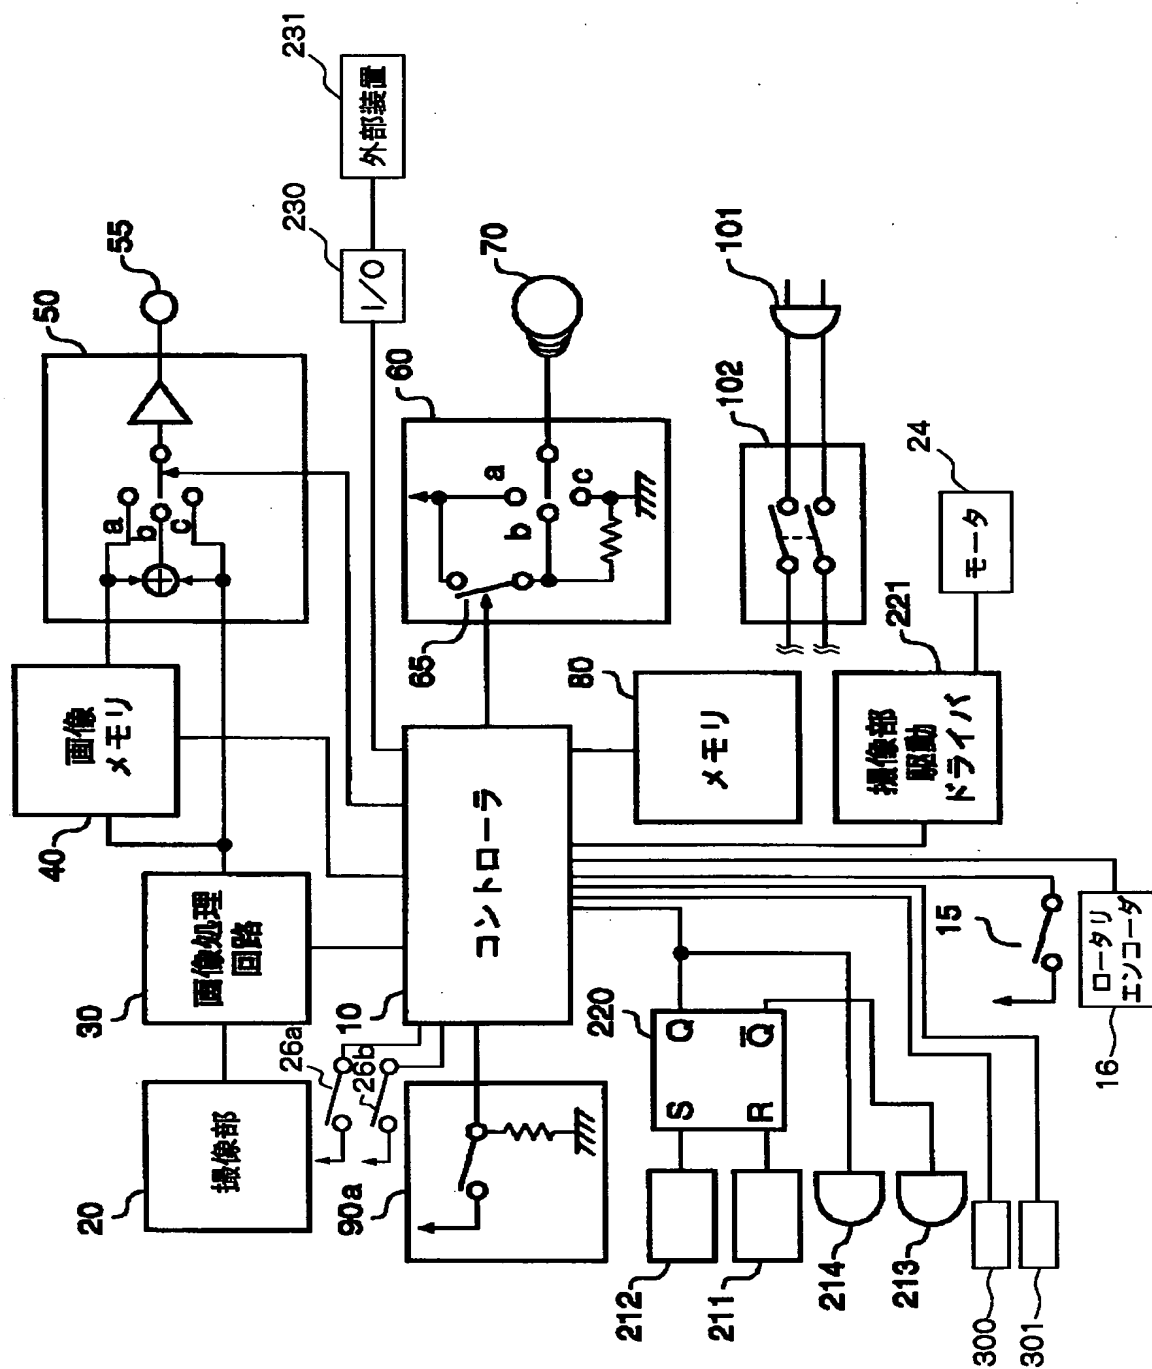 20
撮像部
30
画像処理
回路
40
画像
メモリ
50
a
b
c
55
26a
26b
90a
10
コントローラ
65
60
a
b
c
70
230
I/O
231
外部装置
212
211
220
S
R
Q
Q̅
80
メモリ
102
101
214
213
221
撮像部
駆動
ドライバ
24
モータ
300
301
15
16
ロータリ
エンコーダ